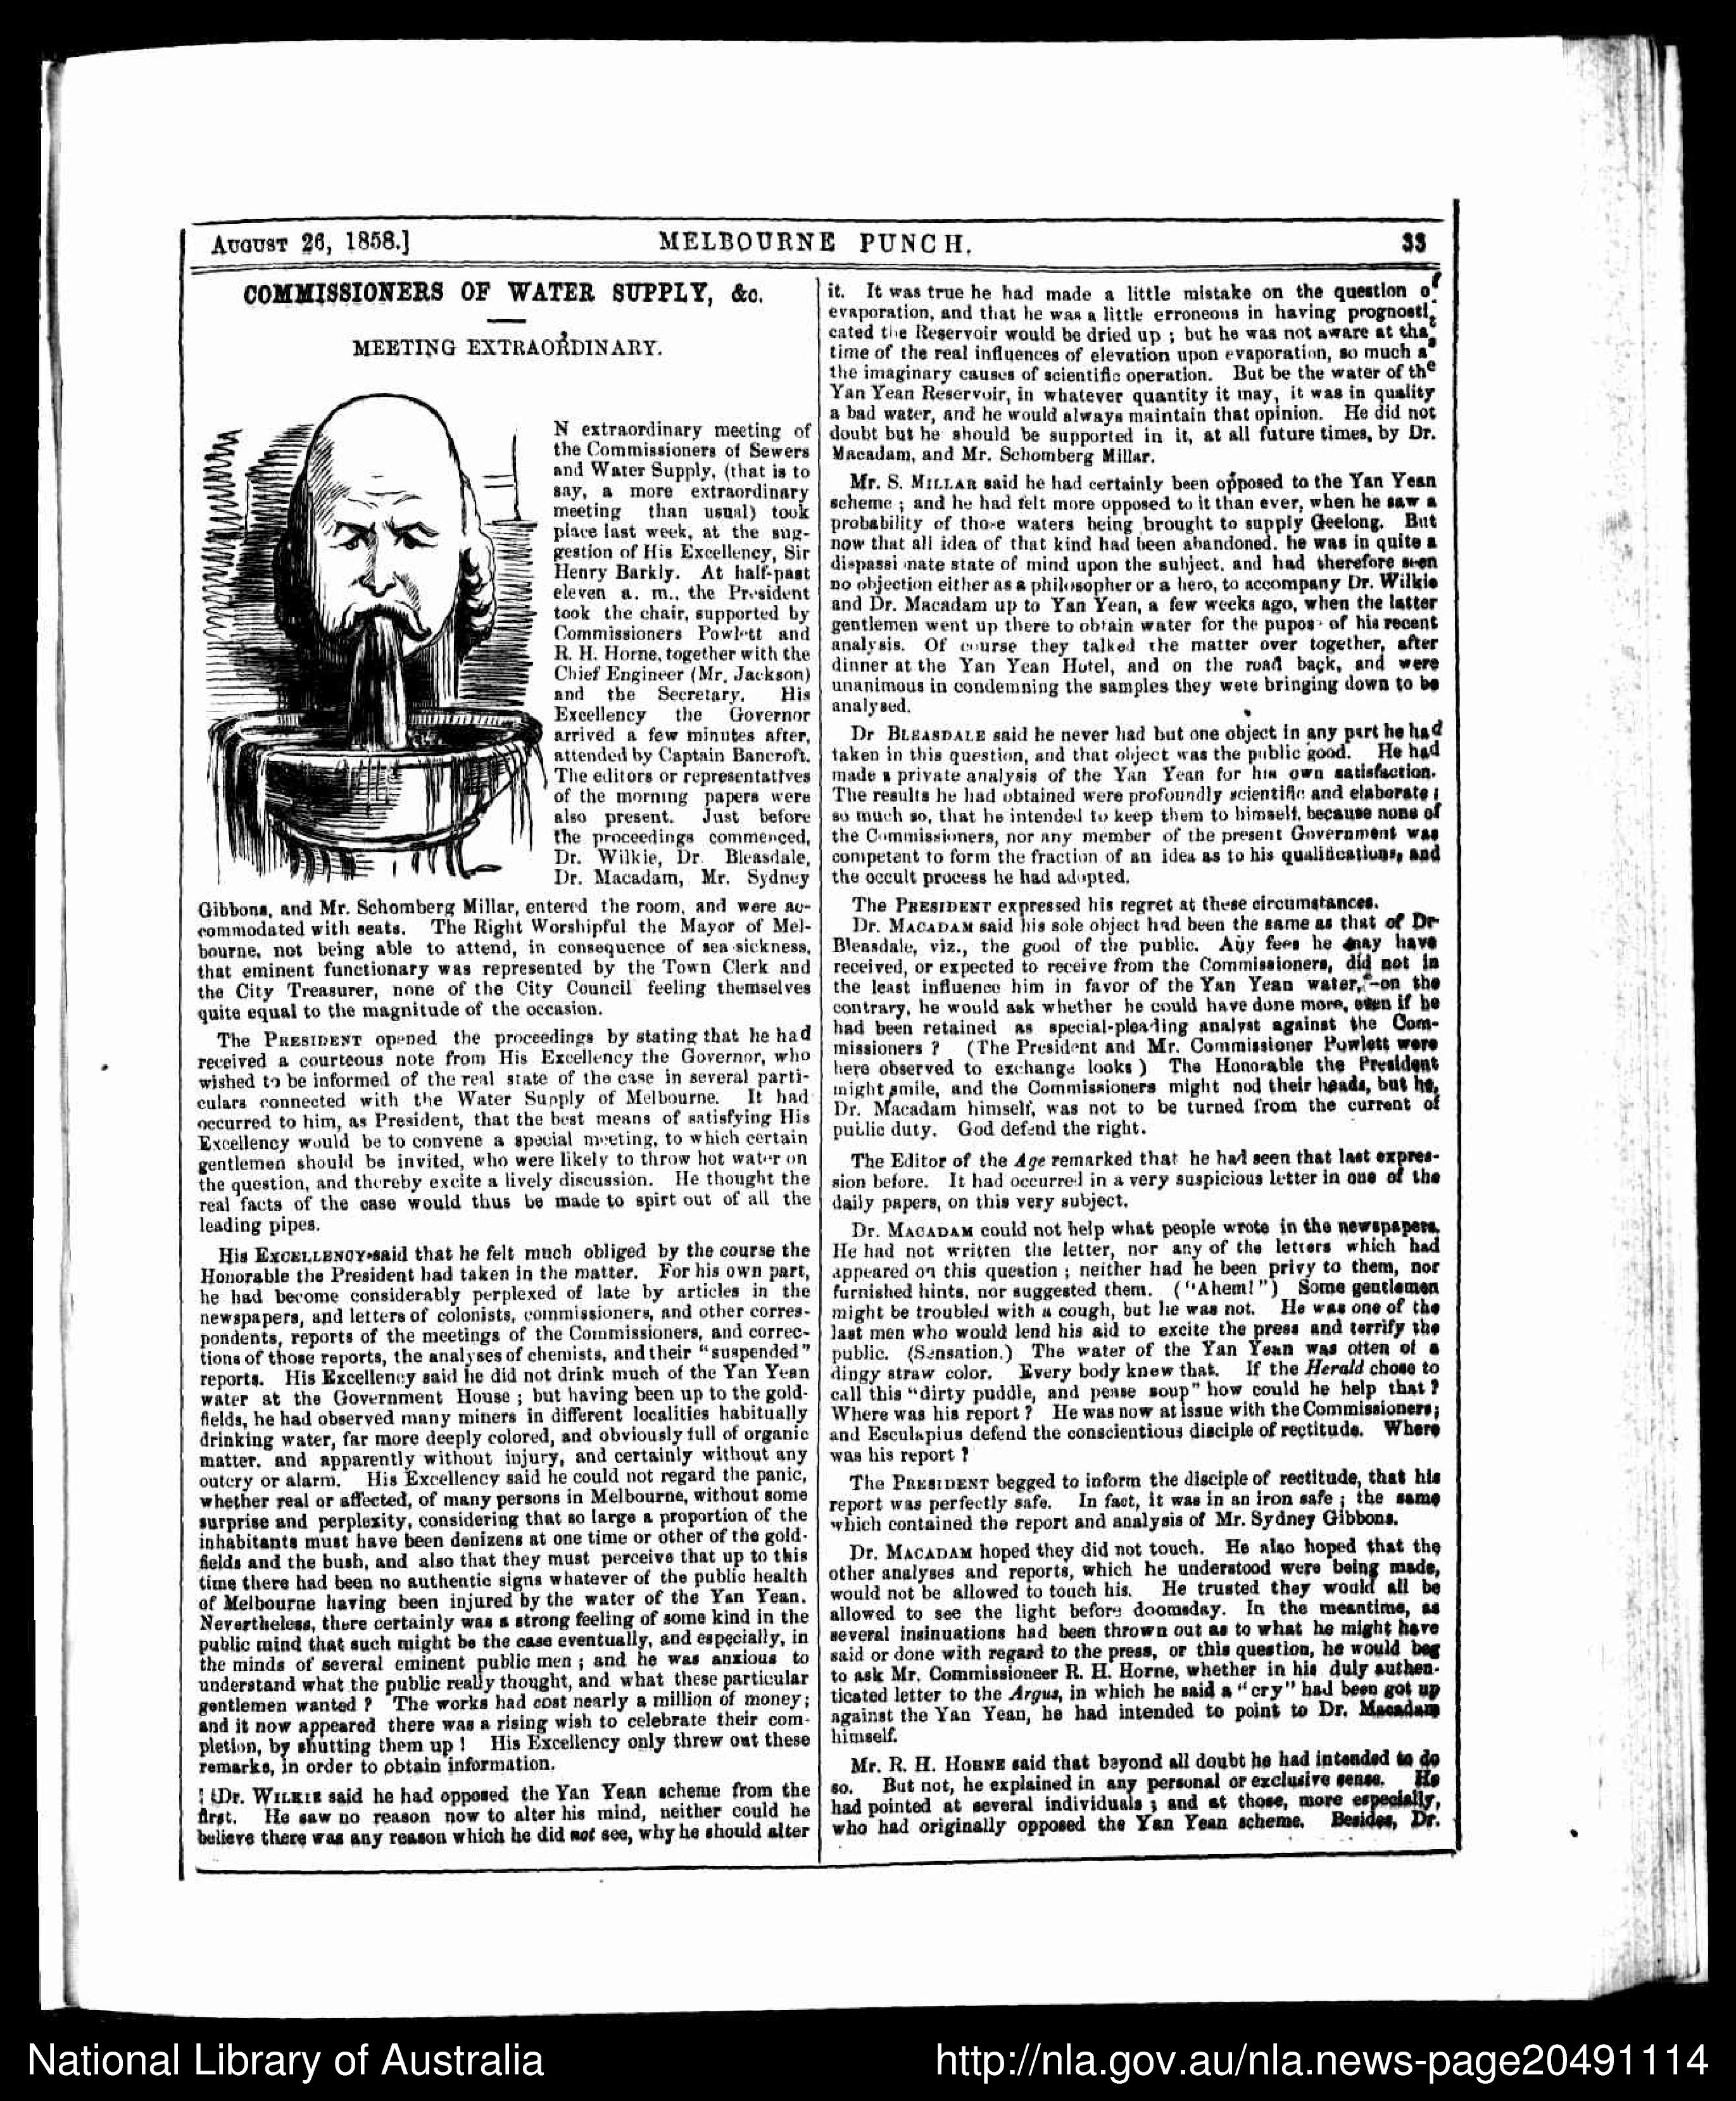 AUGUST 26, 1858.] MELBOURNE PUNCH. 33
COMMISSIONERS OF WATER SUPPLY, &c.
MEETING EXTRAORDINARY.
N extraordinary meeting of
the Commissioners of Sewers
and Water Supply, (that is to
say, a more extraordinary
meeting than usual) took
place last week, at the sug-
gestion of His Excellency, Sir
Henry Barkly. At half-past
eleven a. m., the President
took the chair, supported by
Commissioners Powlett and
R. H. Horne, together with the
Chief Engineer (Mr. Jackson)
and the Secretary. His
Excellency the Governor
arrived a few minutes after,
attended by Captain Bancroft.
The editors or representatives
of the morning papers were
also present. Just before
the proceedings commenced,
Dr. Wilkie, Dr. Bleasdale,
Dr. Macadam, Mr. Sydney
Gibbons, and Mr. Schomberg Millar, entered the room, and were ac-
commodated with seats. The Right Worshipful the Mayor of Mel-
bourne, not being able to attend, in consequence of sea-sickness,
that eminent functionary was represented by the Town Clerk and
the City Treasurer, none of the City Council feeling themselves
quite equal to the magnitude of the occasion.
The PRESIDENT opened the proceedings by stating that he had
received a courteous note from His Excellency the Governor, who
wished to be informed of the real state of the case in several parti-
culars connected with the Water Supply of Melbourne. It had
occurred to him, as President, that the best means of satisfying His
Excellency would be to convene a special meeting, to which certain
gentlemen should be invited, who were likely to throw hot water on
the question, and thereby excite a lively discussion. He thought the
real facts of the case would thus be made to spirt out of all the
leading pipes.
His EXCELLENCY said that he felt much obliged by the course the
Honorable the President had taken in the matter. For his own part,
he had become considerably perplexed of late by articles in the
newspapers, and letters of colonists, commissioners, and other corres-
pondents, reports of the meetings of the Commissioners, and correc-
tions of those reports, the analyses of chemists, and their "suspended"
reports. His Excellency said he did not drink much of the Yan Yean
water at the Government House ; but having been up to the gold-
fields, he had observed many miners in different localities habitually
drinking water, far more deeply colored, and obviously full of organic
matter, and apparently without injury, and certainly without any
outcry or alarm. His Excellency said he could not regard the panic,
whether real or affected, of many persons in Melbourne, without some
surprise and perplexity, considering that so large a proportion of the
inhabitants must have been denizens at one time or other of the gold-
fields and the bush, and also that they must perceive that up to this
time there had been no authentic signs whatever of the public health
of Melbourne having been injured by the water of the Yan Yean.
Nevertheless, there certainly was a strong feeling of some kind in the
public mind that such might be the case eventually, and especially, in
the minds of several eminent public men ; and he was anxious to
understand what the public really thought, and what these particular
gentlemen wanted ? The works had cost nearly a million of money;
and it now appeared there was a rising wish to celebrate their com-
pletion, by shutting them up ! His Excellency only threw out these
remarks, in order to obtain information.
Dr. WILKIE said he had opposed the Yan Yean scheme from the
first. He saw no reason now to alter his mind, neither could he
believe there was any reason which he did not see, why he should alter
it. It was true he had made a little mistake on the question of
evaporation, and that he was a little erroneous in having prognosti-
cated the Reservoir would be dried up ; but he was not aware at that
time of the real influences of elevation upon evaporation, so much as
the imaginary causes of scientific operation. But be the water of the
Yan Yean Reservoir, in whatever quantity it may, it was in quality
a bad water, and he would always maintain that opinion. He did not
doubt but he should be supported in it, at all future times, by Dr.
Macadam, and Mr. Schomberg Millar.
Mr. S. MILLAR said he had certainly been opposed to the Yan Yean
scheme ; and he had felt more opposed to it than ever, when he saw a
probability of those waters being brought to supply Geelong. But
now that all idea of that kind had been abandoned, he was in quite a
dispassionate state of mind upon the subject, and had therefore seen
no objection either as a philosopher or a hero, to accompany Dr. Wilkie
and Dr. Macadam up to Yan Yean, a few weeks ago, when the latter
gentlemen went up there to obtain water for the pupos of his recent
analysis. Of course they talked the matter over together, after
dinner at the Yan Yean Hotel, and on the road back, and were
unanimous in condemning the samples they were bringing down to be
analysed.
Dr BLEASDALE said he never had but one object in any part he had
taken in this question, and that object was the public good. He had
made a private analysis of the Yan Yean for his own satisfaction.
The results he had obtained were profoundly scientific and elaborate ;
so much so, that he intended to keep them to himself, because none of
the Commissioners, nor any member of the present Government was
competent to form the fraction of an idea as to his qualifications, and
the occult process he had adopted.
The PRESIDENT expressed his regret at these circumstances.
Dr. MACADAM said his sole object had been the same as that of Dr
Bleasdale, viz., the good of the public. Any fees he may have
received, or expected to receive from the Commissioners, did not in
the least influence him in favor of the Yan Yean water,—on the
contrary, he would ask whether he could have done more, even if he
had been retained as special-pleading analyst against the Com-
missioners ? (The President and Mr. Commissioner Powlett were
here observed to exchange looks ) The Honorable the President
might smile, and the Commissioners might nod their heads, but he,
Dr. Macadam himself, was not to be turned from the current of
public duty. God defend the right.
The Editor of the Age remarked that he had seen that last expres-
sion before. It had occurred in a very suspicious letter in one of the
daily papers, on this very subject.
Dr. MACADAM could not help what people wrote in the newspapers.
He had not written the letter, nor any of the letters which had
appeared on this question ; neither had he been privy to them, nor
furnished hints, nor suggested them. ("Ahem!") Some gentlemen
might be troubled with a cough, but he was not. He was one of the
last men who would lend his aid to excite the press and terrify the
public. (Sensation.) The water of the Yan Yean was often of a
dingy straw color. Every body knew that. If the Herald chose to
call this "dirty puddle, and pease soup" how could he help that ?
Where was his report ? He was now at issue with the Commissioners;
and Esculapius defend the conscientious disciple of rectitude. Where
was his report ?
The PRESIDENT begged to inform the disciple of rectitude, that his
report was perfectly safe. In fact, it was in an iron safe ; the same
which contained the report and analysis of Mr. Sydney Gibbons.
Dr. MACADAM hoped they did not touch. He also hoped that the
other analyses and reports, which he understood were being made,
would not be allowed to touch his. He trusted they would all be
allowed to see the light before doomsday. In the meantime, as
several insinuations had been thrown out as to what he might have
said or done with regard to the press, or this question, he would beg
to ask Mr. Commissioneer R. H. Horne, whether in his duly authen-
ticated letter to the Argus, in which he said a "cry" had been got up
against the Yan Yean, he had intended to point to Dr. Macadam
himself.
Mr. R. H. HORNE said that beyond all doubt he had intended to do
so. But not, he explained in any personal or exclusive sense. He
had pointed at several individuals ; and at those, more especially,
who had originally opposed the Yan Yean scheme. Besides, Dr.
National Library of Australia http://nla.gov.au/nla.news-page20491114